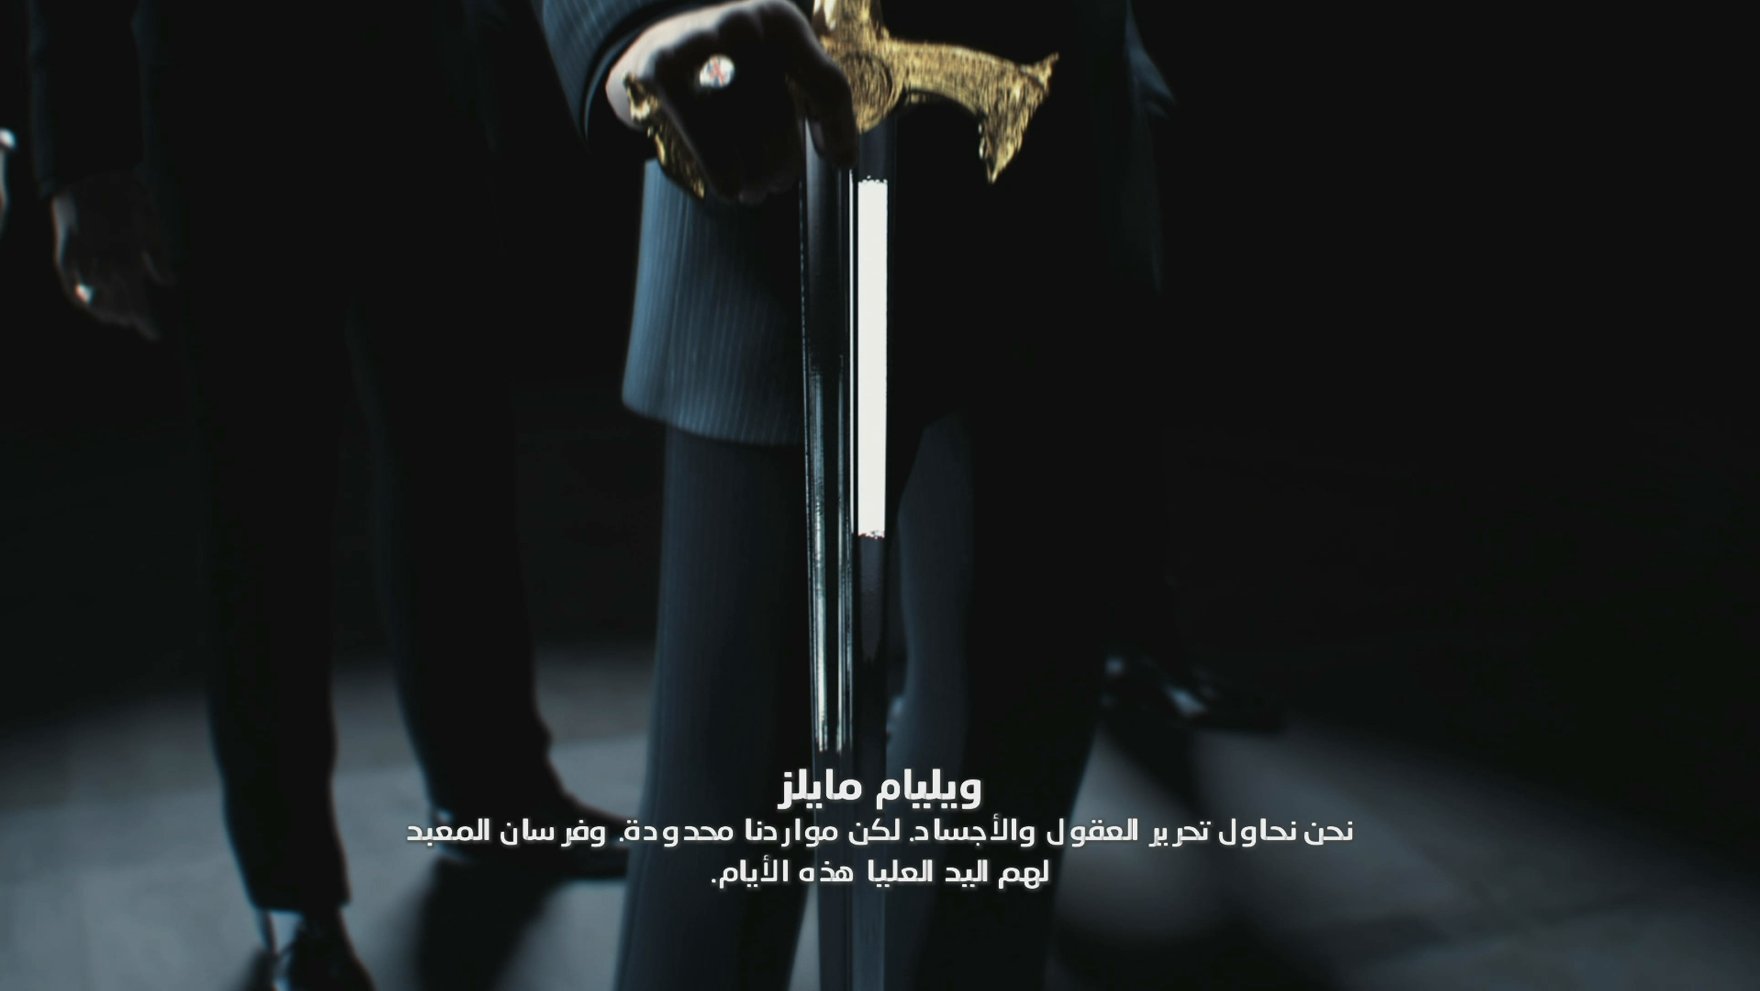 ويليام مايلز
نحن نحاول تحرير العقول والأجساد. لكن مواردنا محدودة. وفرسان المعبد
لهم اليد العليا هذه الأيام.